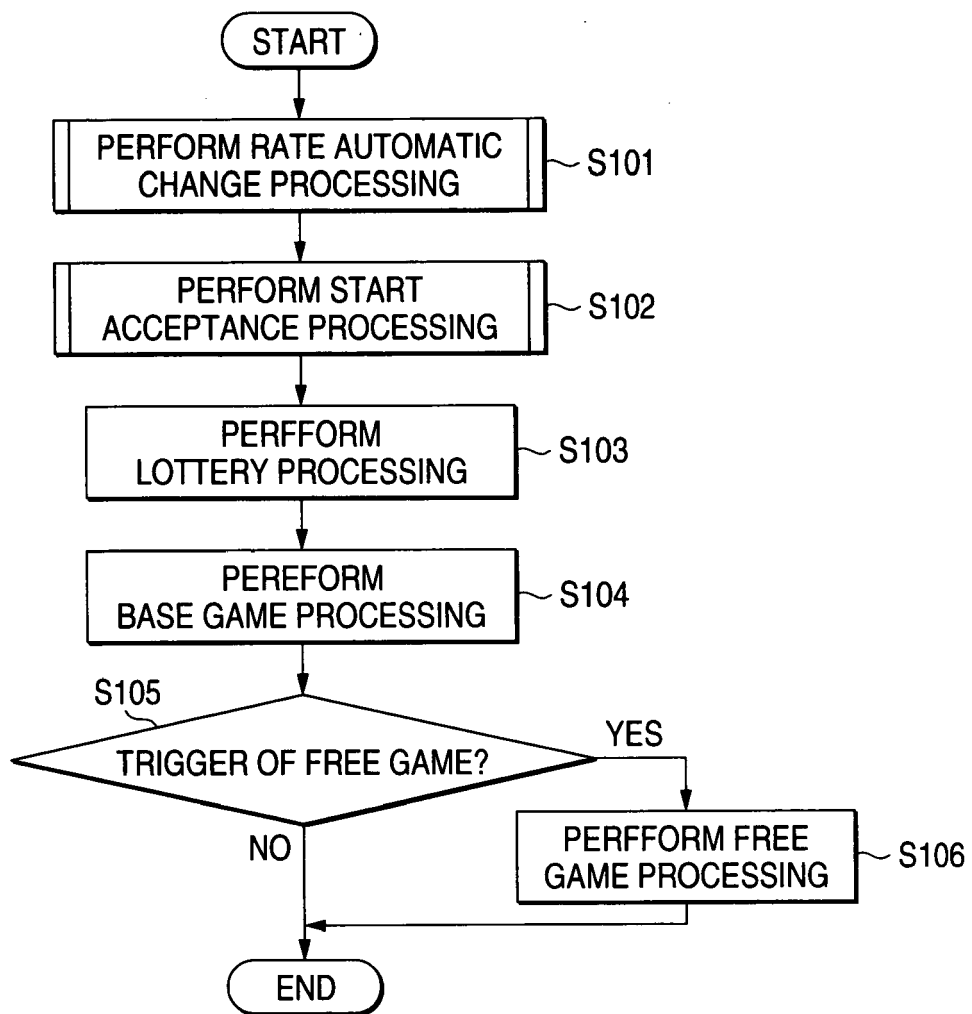 START
PERFORM RATE AUTOMATIC
CHANGE PROCESSING
S101
PERFORM START
ACCEPTANCE PROCESSING
S102
PERFFORM
LOTTERY PROCESSING
S103
PEREFORM
BASE GAME PROCESSING
S104
S105
TRIGGER OF FREE GAME?
YES
NO
PERFFORM FREE
GAME PROCESSING
S106
END